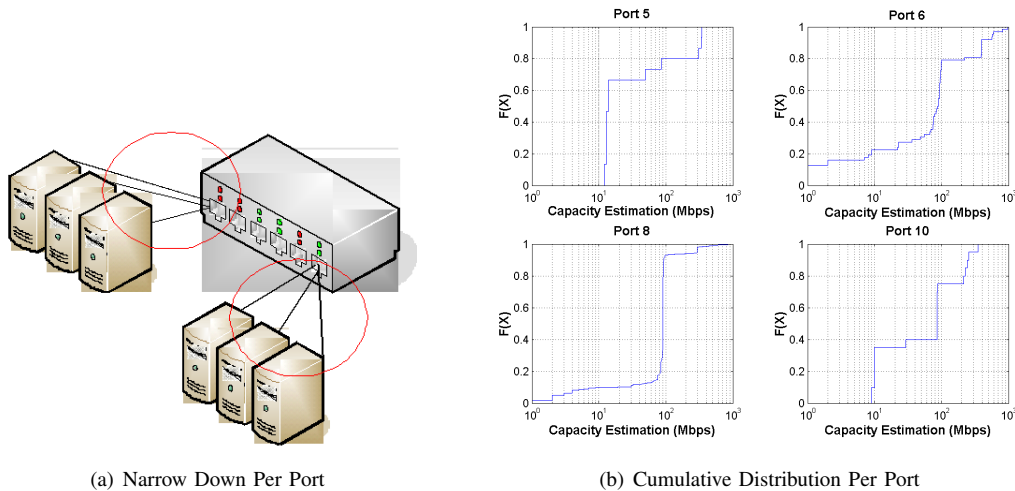 Port 5
1
0.8
0.6
0.4
0.2
0
F(X)
10^0 10^1 10^2 10^3
Capacity Estimation (Mbps)
Port 6
1
0.8
0.6
0.4
0.2
0
F(X)
10^0 10^1 10^2 10^3
Capacity Estimation (Mbps)
Port 8
1
0.8
0.6
0.4
0.2
0
F(X)
10^0 10^1 10^2 10^3
Capacity Estimation (Mbps)
Port 10
1
0.8
0.6
0.4
0.2
0
F(X)
10^0 10^1 10^2 10^3
Capacity Estimation (Mbps)
(a) Narrow Down Per Port
(b) Cumulative Distribution Per Port